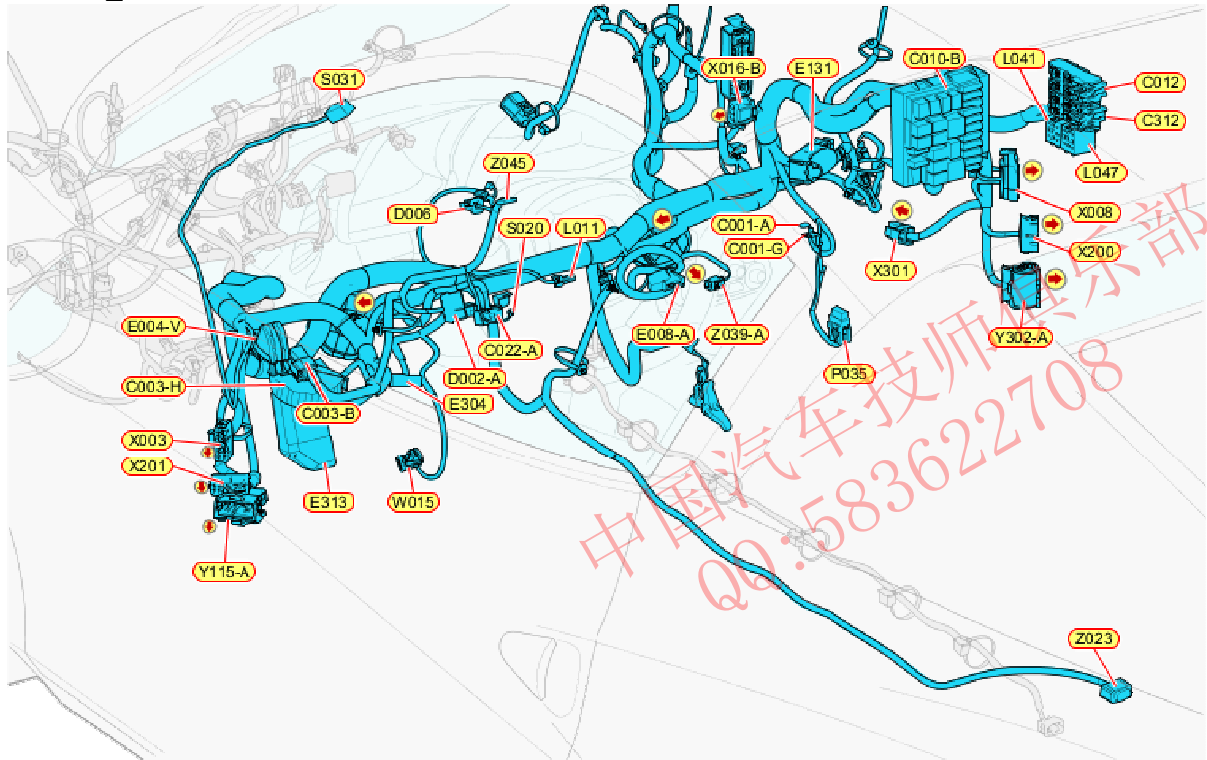 S031
X016-B
E131
C010-B
L041
C012
C312
L047
Z045
D006
S020
L011
C001-A
C001-G
X008
X200
X301
Y302-A
E004-V
C003-H
C003-B
C022-A
D002-A
E304
E008-A
Z039-A
P035
X003
X201
E313
W015
Y115-A
Z023
中国汽车技师俱乐部
QQ:583622708